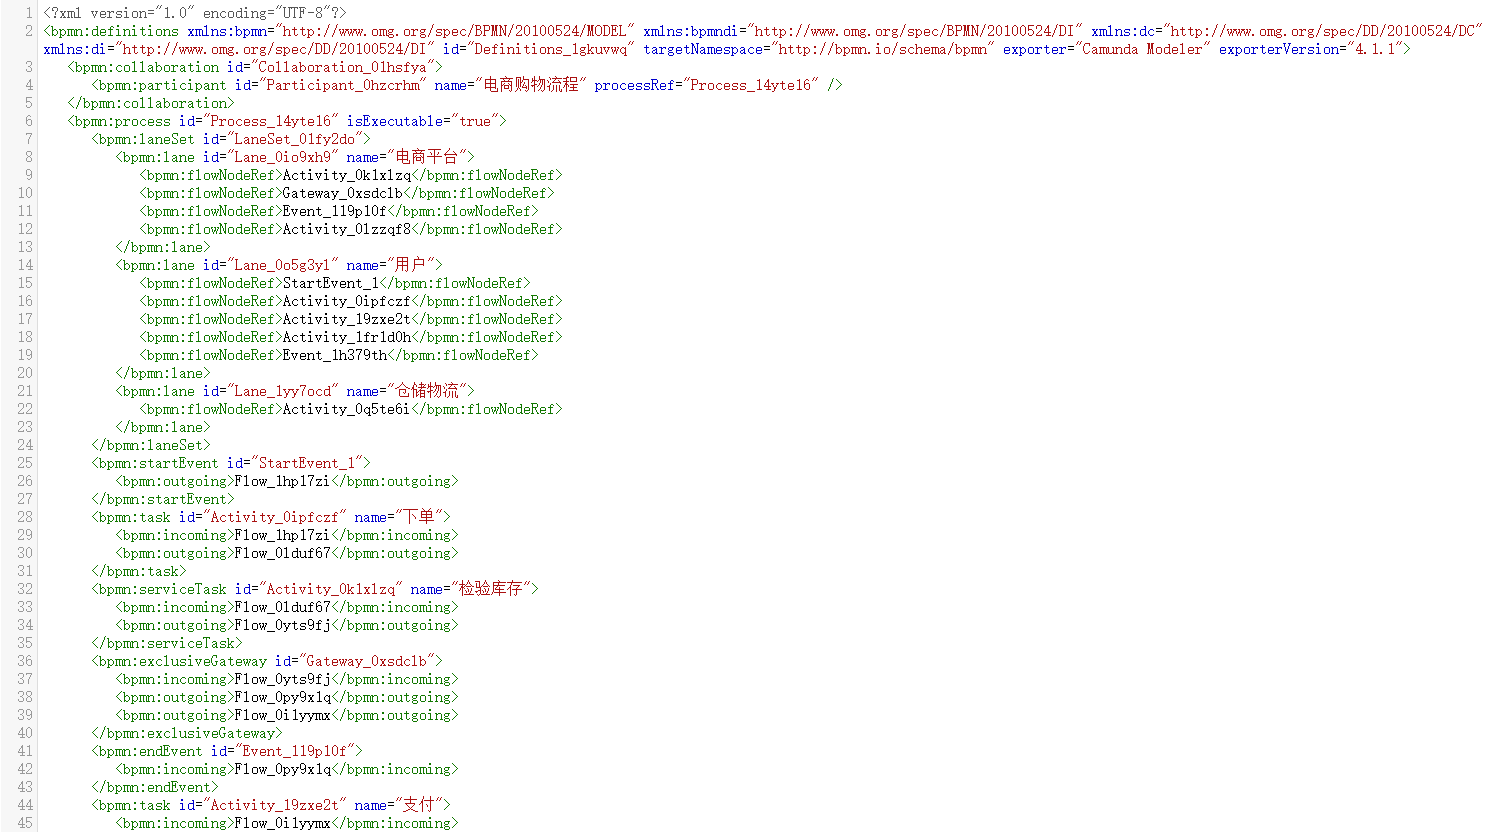 1 <?xml version="1.0" encoding="UTF-8"?>
2 <bpmn:definitions xmlns:bpmn="http://www.omg.org/spec/BPMN/20100524/MODEL" xmlns:bpmndi="http://www.omg.org/spec/BPMN/20100524/DI" xmlns:dc="http://www.omg.org/spec/DD/20100524/DC"
xmlns:di="http://www.omg.org/spec/DD/20100524/DI" id="Definitions_1gkuvwq" targetNamespace="http://bpmn.io/schema/bpmn" exporter="Camunda Modeler" exporterVersion="4.1.1">
3 <bpmn:collaboration id="Collaboration_01hsfya">
4 <bpmn:participant id="Participant_0hzcrhm" name="电商购物流程" processRef="Process_14yte16" />
5 </bpmn:collaboration>
6 <bpmn:process id="Process_14yte16" isExecutable="true">
7 <bpmn:laneSet id="LaneSet_01fy2do">
8 <bpmn:lane id="Lane_0io9xh9" name="电商平台">
9 <bpmn:flowNodeRef>Activity_0k1x1zq</bpmn:flowNodeRef>
10 <bpmn:flowNodeRef>Gateway_0xsdc1b</bpmn:flowNodeRef>
11 <bpmn:flowNodeRef>Event_119p10f</bpmn:flowNodeRef>
12 <bpmn:flowNodeRef>Activity_01zzqf8</bpmn:flowNodeRef>
13 </bpmn:lane>
14 <bpmn:lane id="Lane_0o5g3y1" name="用户">
15 <bpmn:flowNodeRef>StartEvent_1</bpmn:flowNodeRef>
16 <bpmn:flowNodeRef>Activity_0ipfczf</bpmn:flowNodeRef>
17 <bpmn:flowNodeRef>Activity_19zxe2t</bpmn:flowNodeRef>
18 <bpmn:flowNodeRef>Activity_1fr1d0h</bpmn:flowNodeRef>
19 <bpmn:flowNodeRef>Event_1h379th</bpmn:flowNodeRef>
20 </bpmn:lane>
21 <bpmn:lane id="Lane_1yy7ocd" name="仓储物流">
22 <bpmn:flowNodeRef>Activity_0q5te6i</bpmn:flowNodeRef>
23 </bpmn:lane>
24 </bpmn:laneSet>
25 <bpmn:startEvent id="StartEvent_1">
26 <bpmn:outgoing>Flow_1hp17zi</bpmn:outgoing>
27 </bpmn:startEvent>
28 <bpmn:task id="Activity_0ipfczf" name="下单">
29 <bpmn:incoming>Flow_1hp17zi</bpmn:incoming>
30 <bpmn:outgoing>Flow_01duf67</bpmn:outgoing>
31 </bpmn:task>
32 <bpmn:serviceTask id="Activity_0k1x1zq" name="检验库存">
33 <bpmn:incoming>Flow_01duf67</bpmn:incoming>
34 <bpmn:outgoing>Flow_0yts9fj</bpmn:outgoing>
35 </bpmn:serviceTask>
36 <bpmn:exclusiveGateway id="Gateway_0xsdc1b">
37 <bpmn:incoming>Flow_0yts9fj</bpmn:incoming>
38 <bpmn:outgoing>Flow_0py9x1q</bpmn:outgoing>
39 <bpmn:outgoing>Flow_0i1yymx</bpmn:outgoing>
40 </bpmn:exclusiveGateway>
41 <bpmn:endEvent id="Event_119p10f">
42 <bpmn:incoming>Flow_0py9x1q</bpmn:incoming>
43 </bpmn:endEvent>
44 <bpmn:task id="Activity_19zxe2t" name="支付">
45 <bpmn:incoming>Flow_0i1yymx</bpmn:incoming>